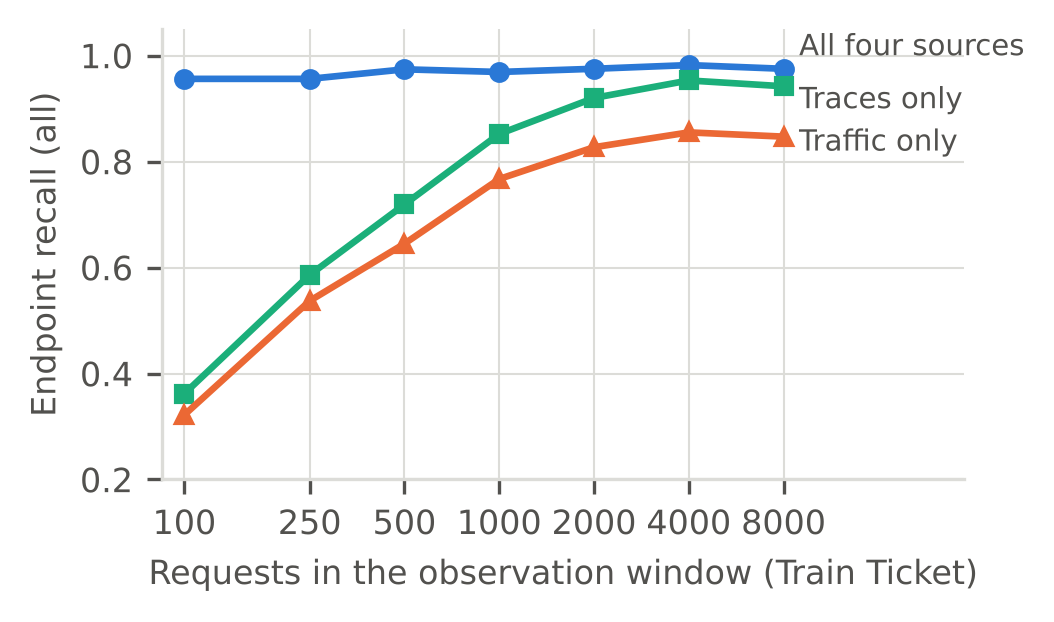 Endpoint recall (all)
1.0
0.8
0.6
0.4
0.2
All four sources
Traces only
Traffic only
100 250 500 1000 2000 4000 8000
Requests in the observation window (Train Ticket)